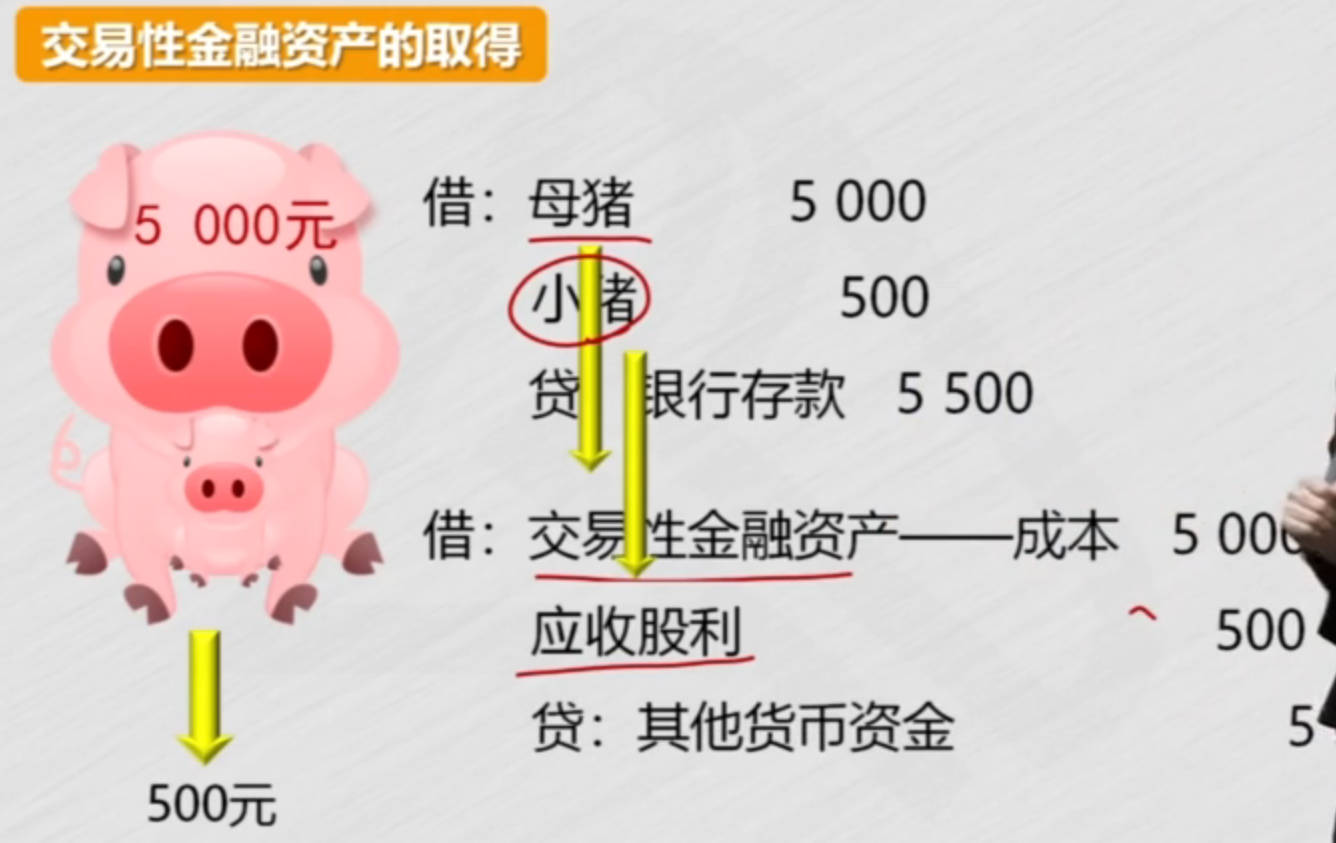 交易性金融资产的取得
5 000元
借：母猪 5 000
小猪 500
贷 银行存款 5 500
借：交易性金融资产——成本 5 000
应收股利 500
贷：其他货币资金 5
500元